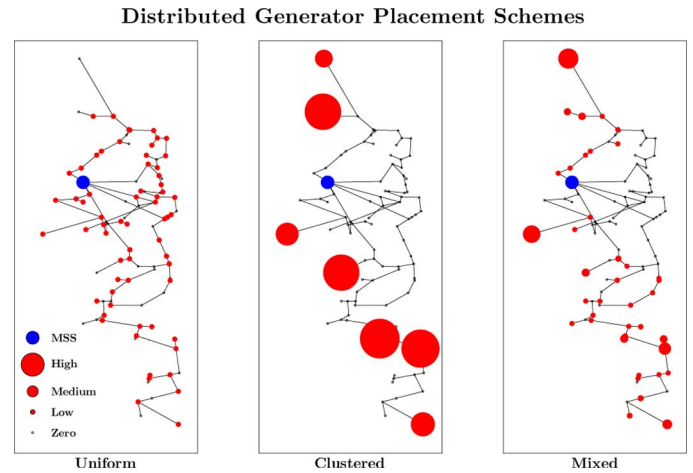 Distributed Generator Placement Schemes
MSS
High
Medium
Low
Zero
Uniform
Clustered
Mixed